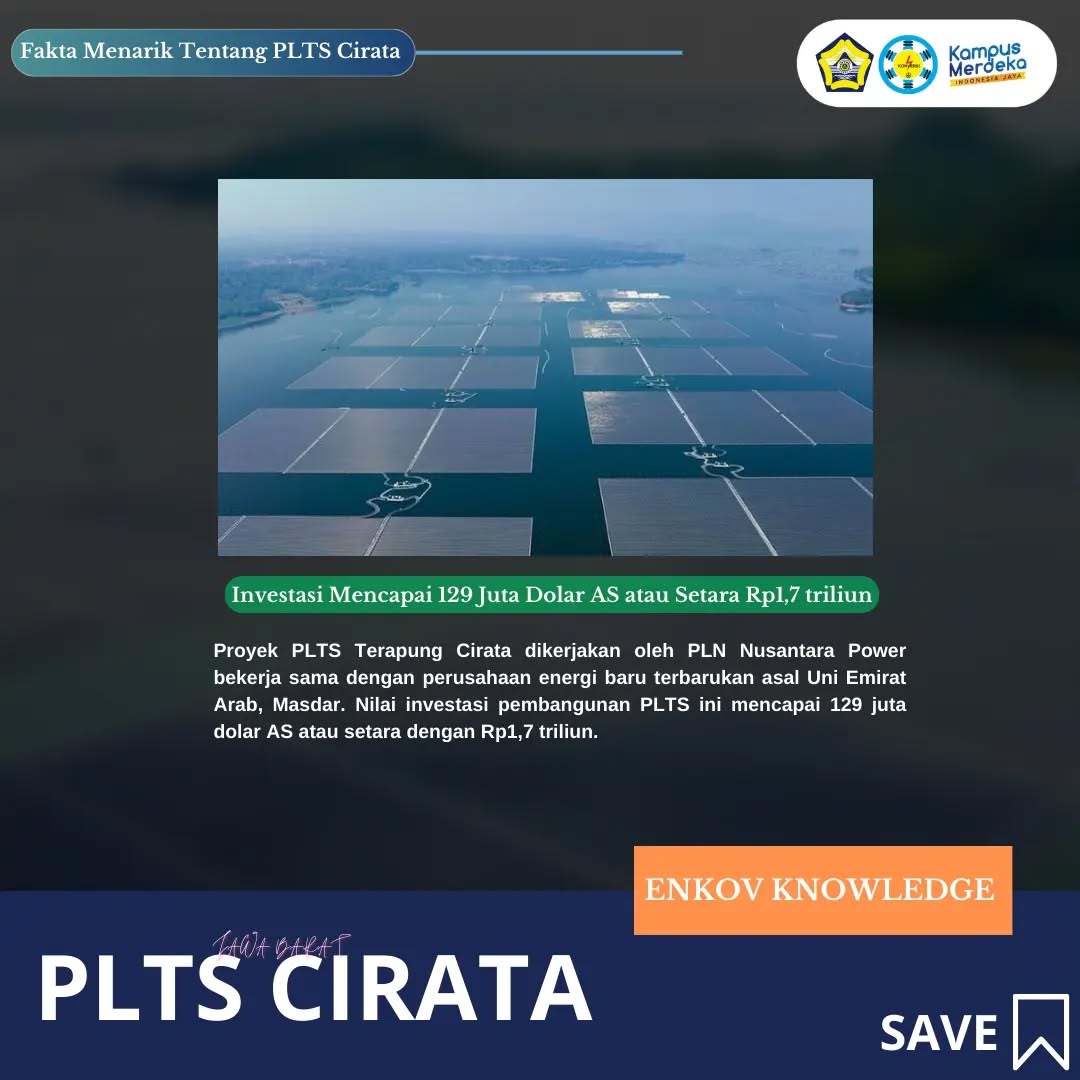 Fakta Menarik Tentang PLTS Cirata
KONVERSI
Kampus
Merdeka
INDONESIA JAYA
Investasi Mencapai 129 Juta Dolar AS atau Setara Rp1,7 triliun
Proyek PLTS Terapung Cirata dikerjakan oleh PLN Nusantara Power
bekerja sama dengan perusahaan energi baru terbarukan asal Uni Emirat
Arab, Masdar. Nilai investasi pembangunan PLTS ini mencapai 129 juta
dolar AS atau setara dengan Rp1,7 triliun.
ENKOV KNOWLEDGE
JAWA BARAT
PLTS CIRATA
SAVE